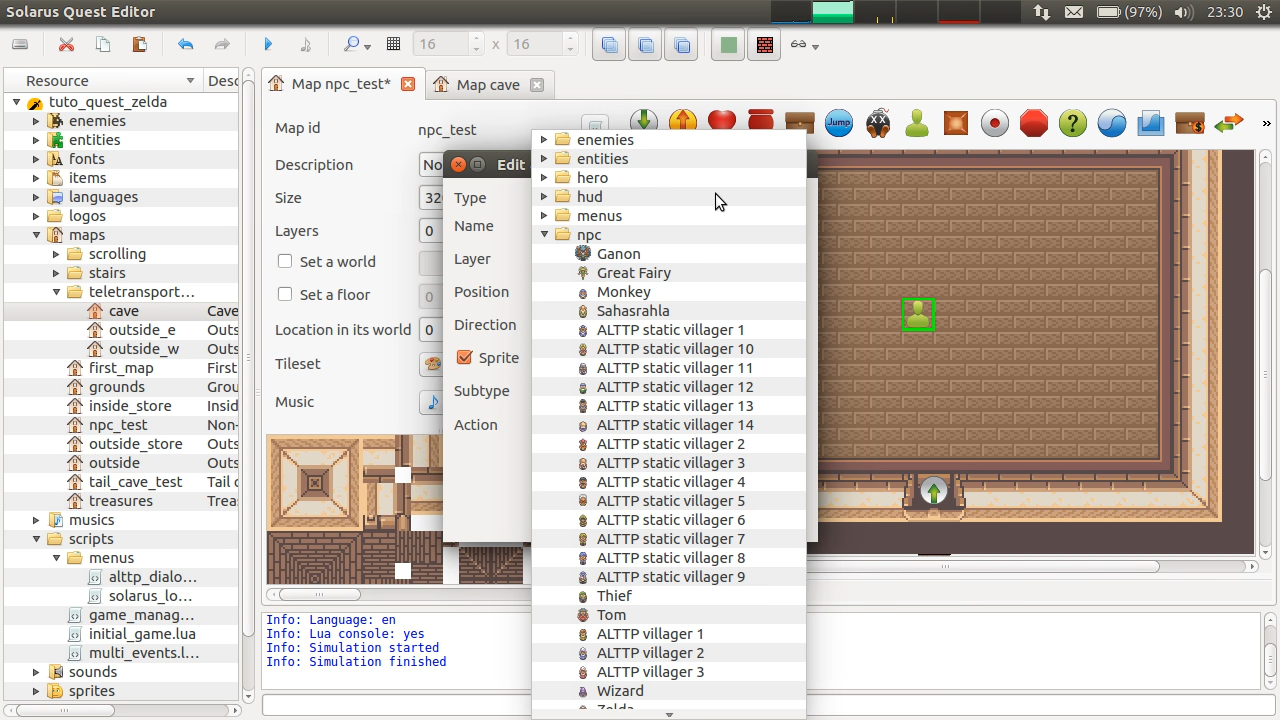 Solarus Quest Editor
(97%)
23:30
16 x 16
Resource
Desc
tuto_quest_zelda
enemies
entities
fonts
items
languages
logos
maps
scrolling
stairs
teletransport...
cave Cave
outside_e Outs
outside_w Outs
first_map First
grounds Grou
inside_store Insid
npc_test Non-
outside_store Outs
outside Outs
tail_cave_test Tail c
treasures Trea
musics
scripts
menus
alttp_dialo...
solarus_lo...
game_manag...
initial_game.lua
multi_events.l...
sounds
sprites
Map npc_test*
Map cave
Map id npc_test
Description No
Size 320
Layers 0
Set a world
Set a floor 0
Location in its world 0
Tileset
Music
Jump
»
Edit
Type
Name
Layer
Position
Direction
Sprite
Subtype
Action
enemies
entities
hero
hud
menus
npc
Ganon
Great Fairy
Monkey
Sahasrahla
ALTTP static villager 1
ALTTP static villager 10
ALTTP static villager 11
ALTTP static villager 12
ALTTP static villager 13
ALTTP static villager 14
ALTTP static villager 2
ALTTP static villager 3
ALTTP static villager 4
ALTTP static villager 5
ALTTP static villager 6
ALTTP static villager 7
ALTTP static villager 8
ALTTP static villager 9
Thief
Tom
ALTTP villager 1
ALTTP villager 2
ALTTP villager 3
Wizard
Zelda
Info: Language: en
Info: Lua console: yes
Info: Simulation started
Info: Simulation finished